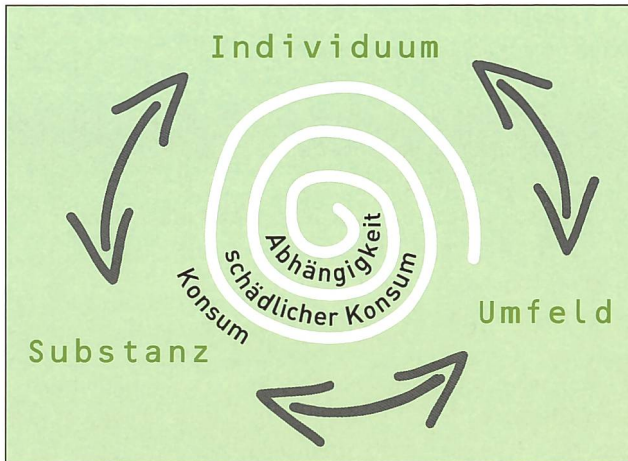 Individuum
Abhängigkeit
schädlicher Konsum
Konsum
Umfeld
Substanz